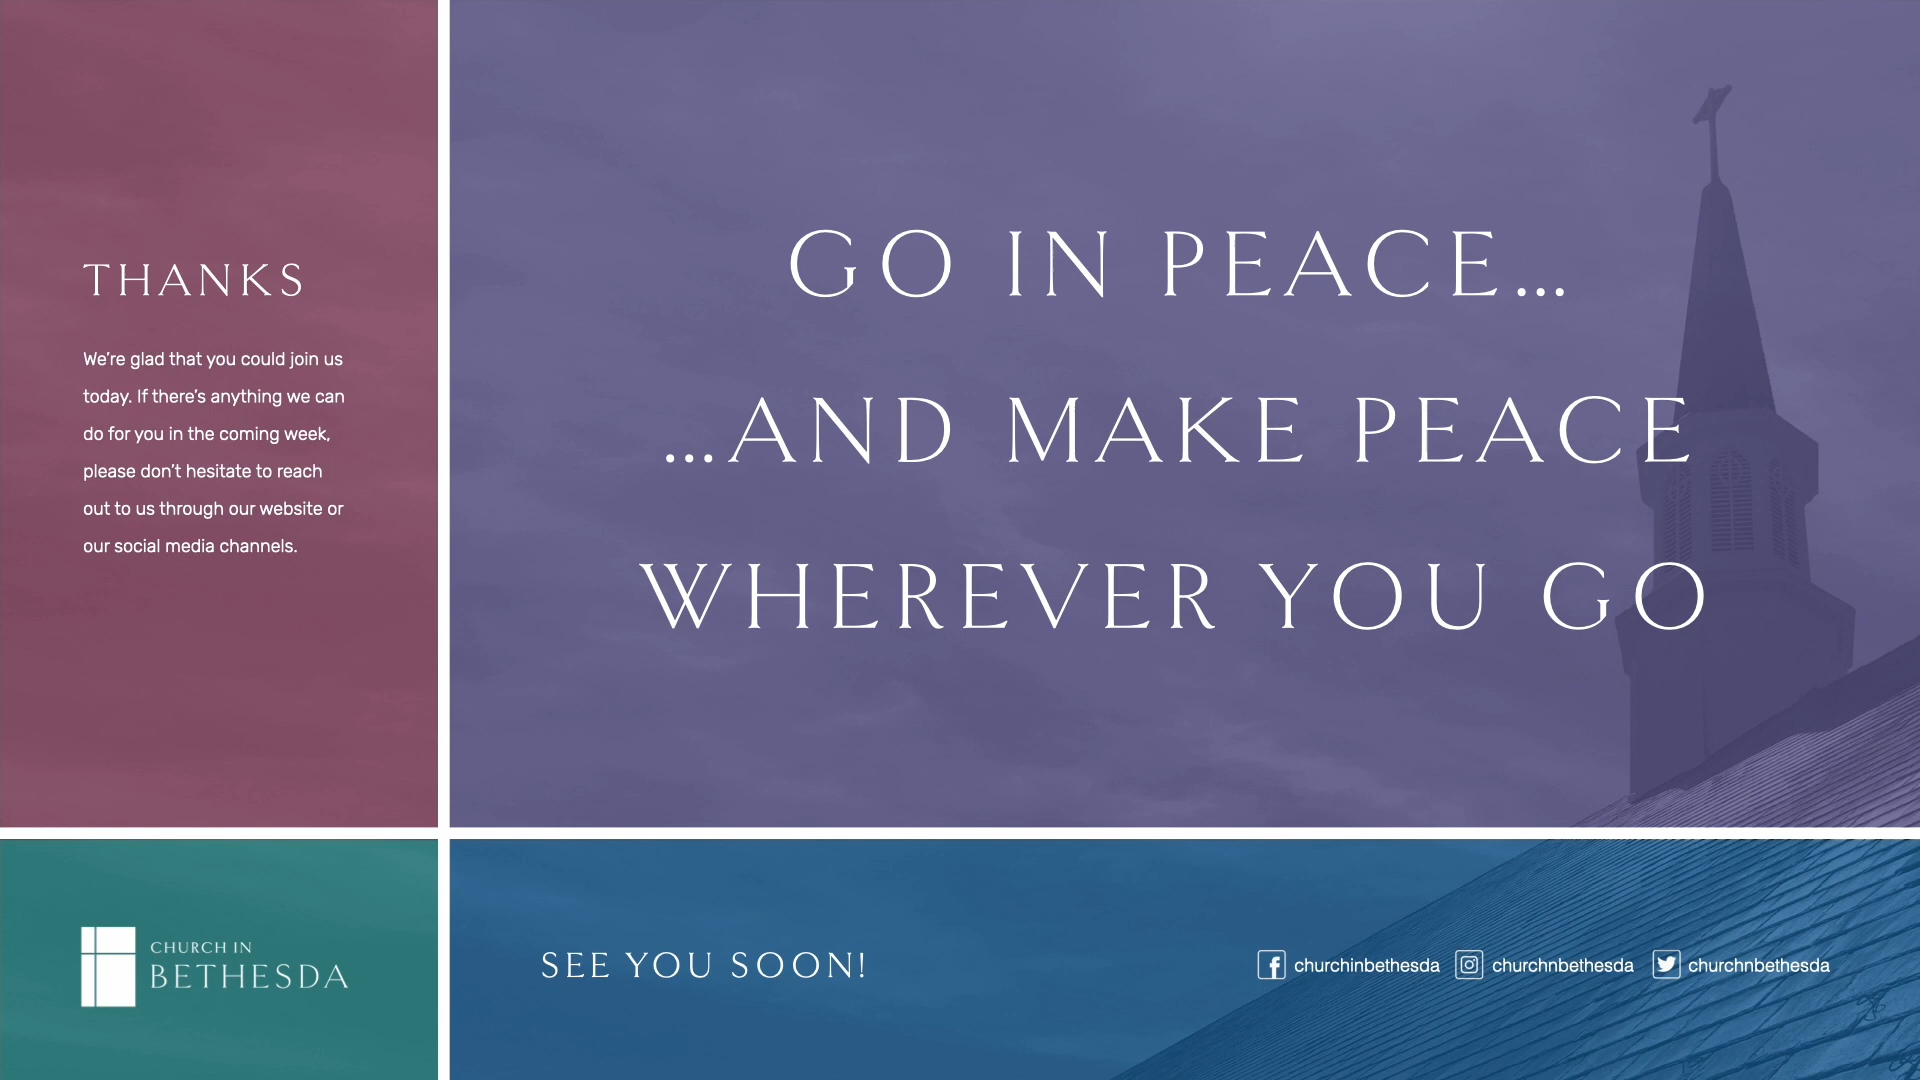 THANKS
We're glad that you could join us
today. If there's anything we can
do for you in the coming week,
please don't hesitate to reach
out to us through our website or
our social media channels.
GO IN PEACE...
...AND MAKE PEACE
WHEREVER YOU GO
CHURCH IN
BETHESDA
SEE YOU SOON!
churchinbethesda churchnbethesda churchnbethesda